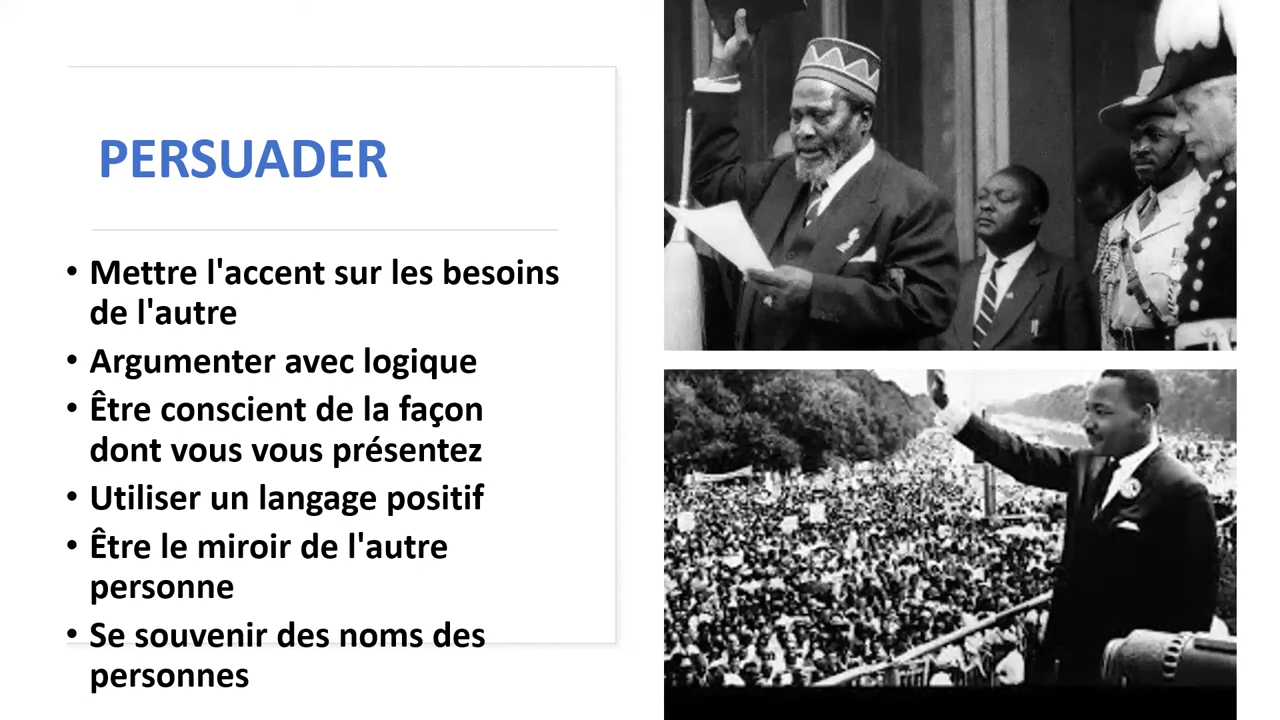 PERSUADER
• Mettre l'accent sur les besoins
de l'autre
• Argumenter avec logique
• Être conscient de la façon
dont vous vous présentez
• Utiliser un langage positif
• Être le miroir de l'autre
personne
• Se souvenir des noms des
personnes